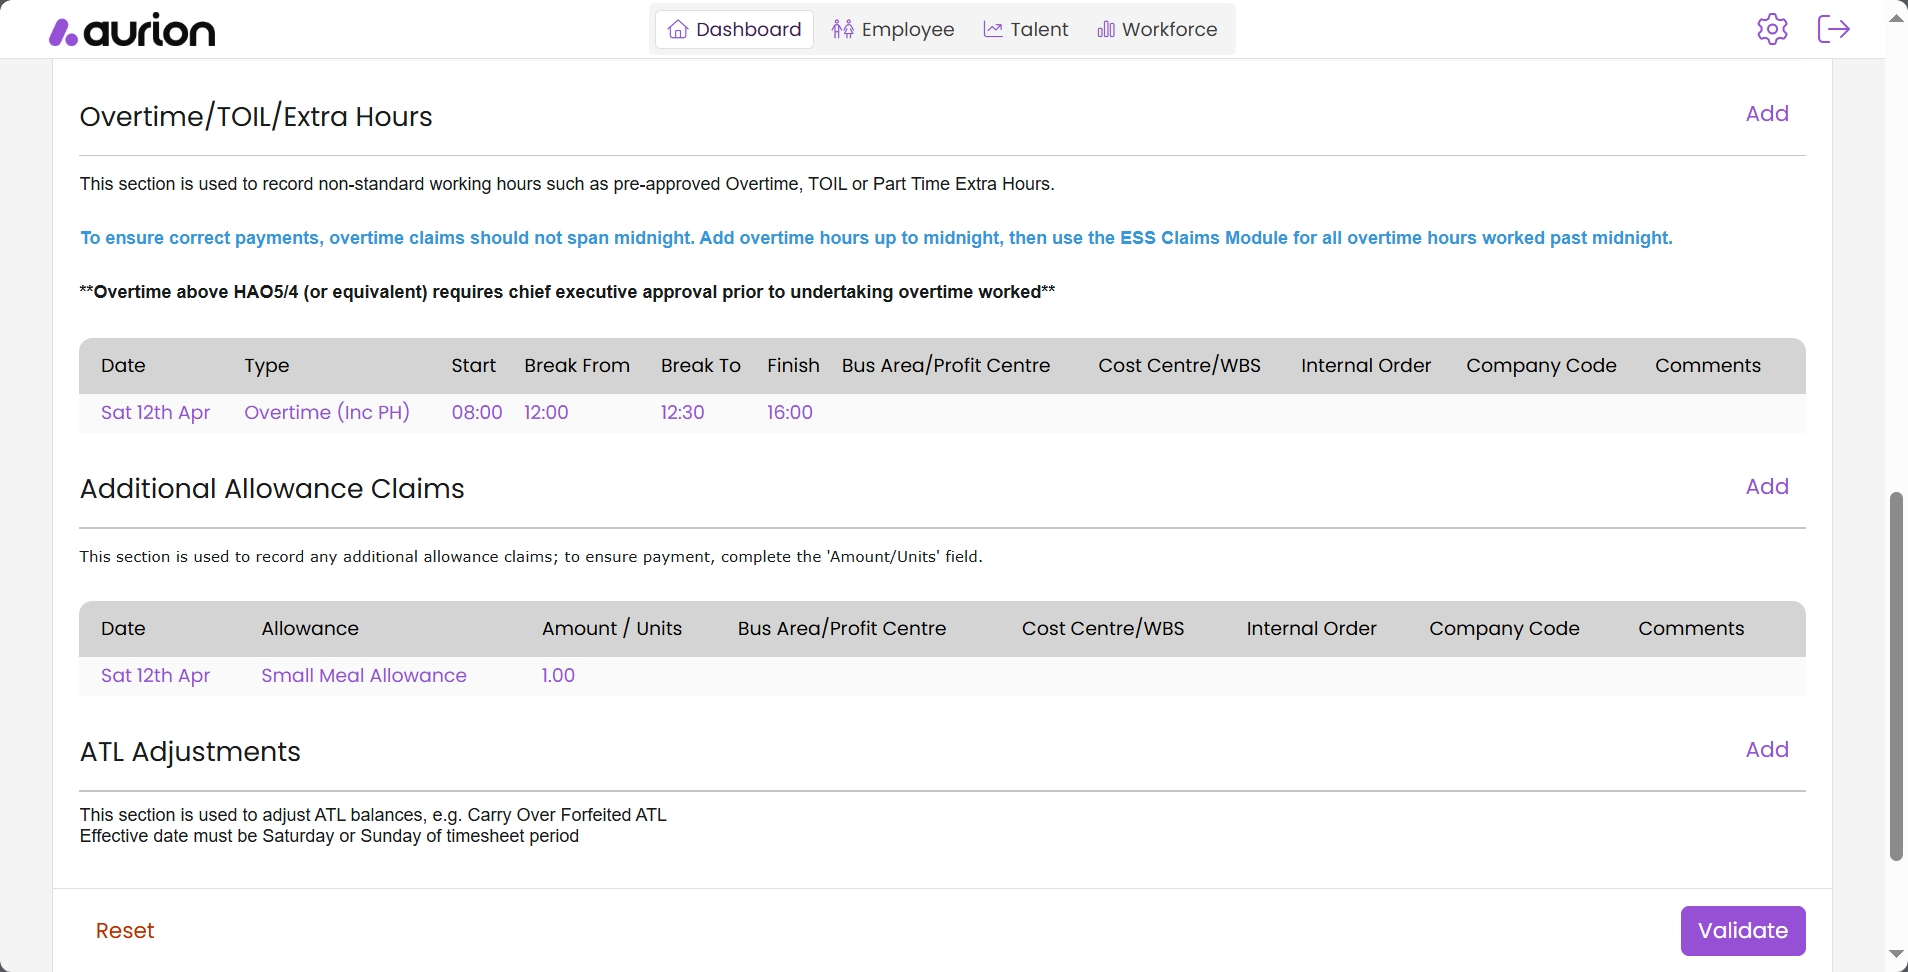 aurion
Dashboard Employee Talent Workforce
Overtime/TOIL/Extra Hours Add
This section is used to record non-standard working hours such as pre-approved Overtime, TOIL or Part Time Extra Hours.
To ensure correct payments, overtime claims should not span midnight. Add overtime hours up to midnight, then use the ESS Claims Module for all overtime hours worked past midnight.
**Overtime above HAO5/4 (or equivalent) requires chief executive approval prior to undertaking overtime worked**
Date Type Start Break From Break To Finish Bus Area/Profit Centre Cost Centre/WBS Internal Order Company Code Comments
Sat 12th Apr Overtime (Inc PH) 08:00 12:00 12:30 16:00
Additional Allowance Claims Add
This section is used to record any additional allowance claims; to ensure payment, complete the 'Amount/Units' field.
Date Allowance Amount / Units Bus Area/Profit Centre Cost Centre/WBS Internal Order Company Code Comments
Sat 12th Apr Small Meal Allowance 1.00
ATL Adjustments Add
This section is used to adjust ATL balances, e.g. Carry Over Forfeited ATL
Effective date must be Saturday or Sunday of timesheet period
Reset Validate